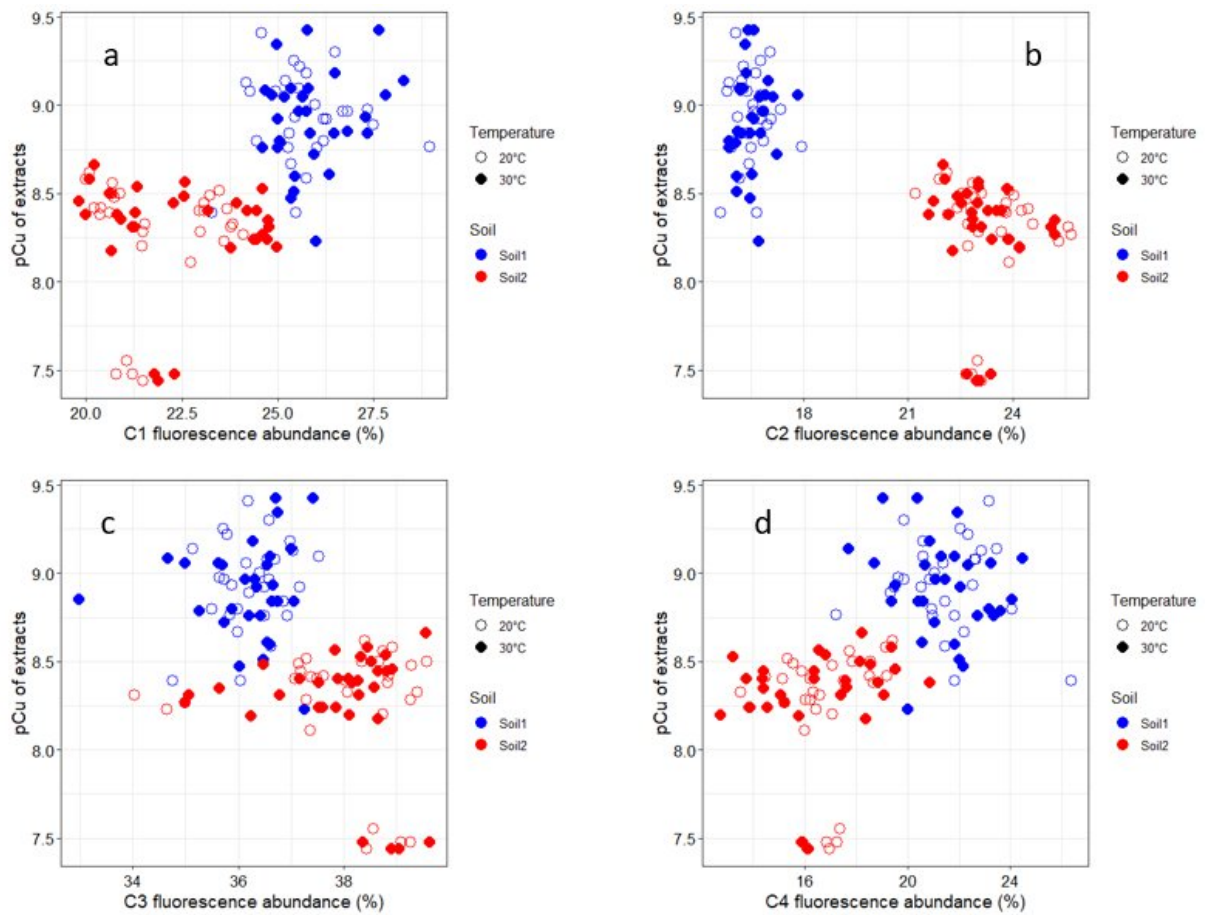 9.5
9.0
8.5
8.0
7.5
pCu of extracts
a
20.0 22.5 25.0 27.5
C1 fluorescence abundance (%)
Temperature
20°C
30°C
Soil
Soil1
Soil2
9.5
9.0
8.5
8.0
7.5
pCu of extracts
b
18 21 24
C2 fluorescence abundance (%)
Temperature
20°C
30°C
Soil
Soil1
Soil2
9.5
9.0
8.5
8.0
7.5
pCu of extracts
c
34 36 38
C3 fluorescence abundance (%)
Temperature
20°C
30°C
Soil
Soil1
Soil2
9.5
9.0
8.5
8.0
7.5
pCu of extracts
d
16 20 24
C4 fluorescence abundance (%)
Temperature
20°C
30°C
Soil
Soil1
Soil2